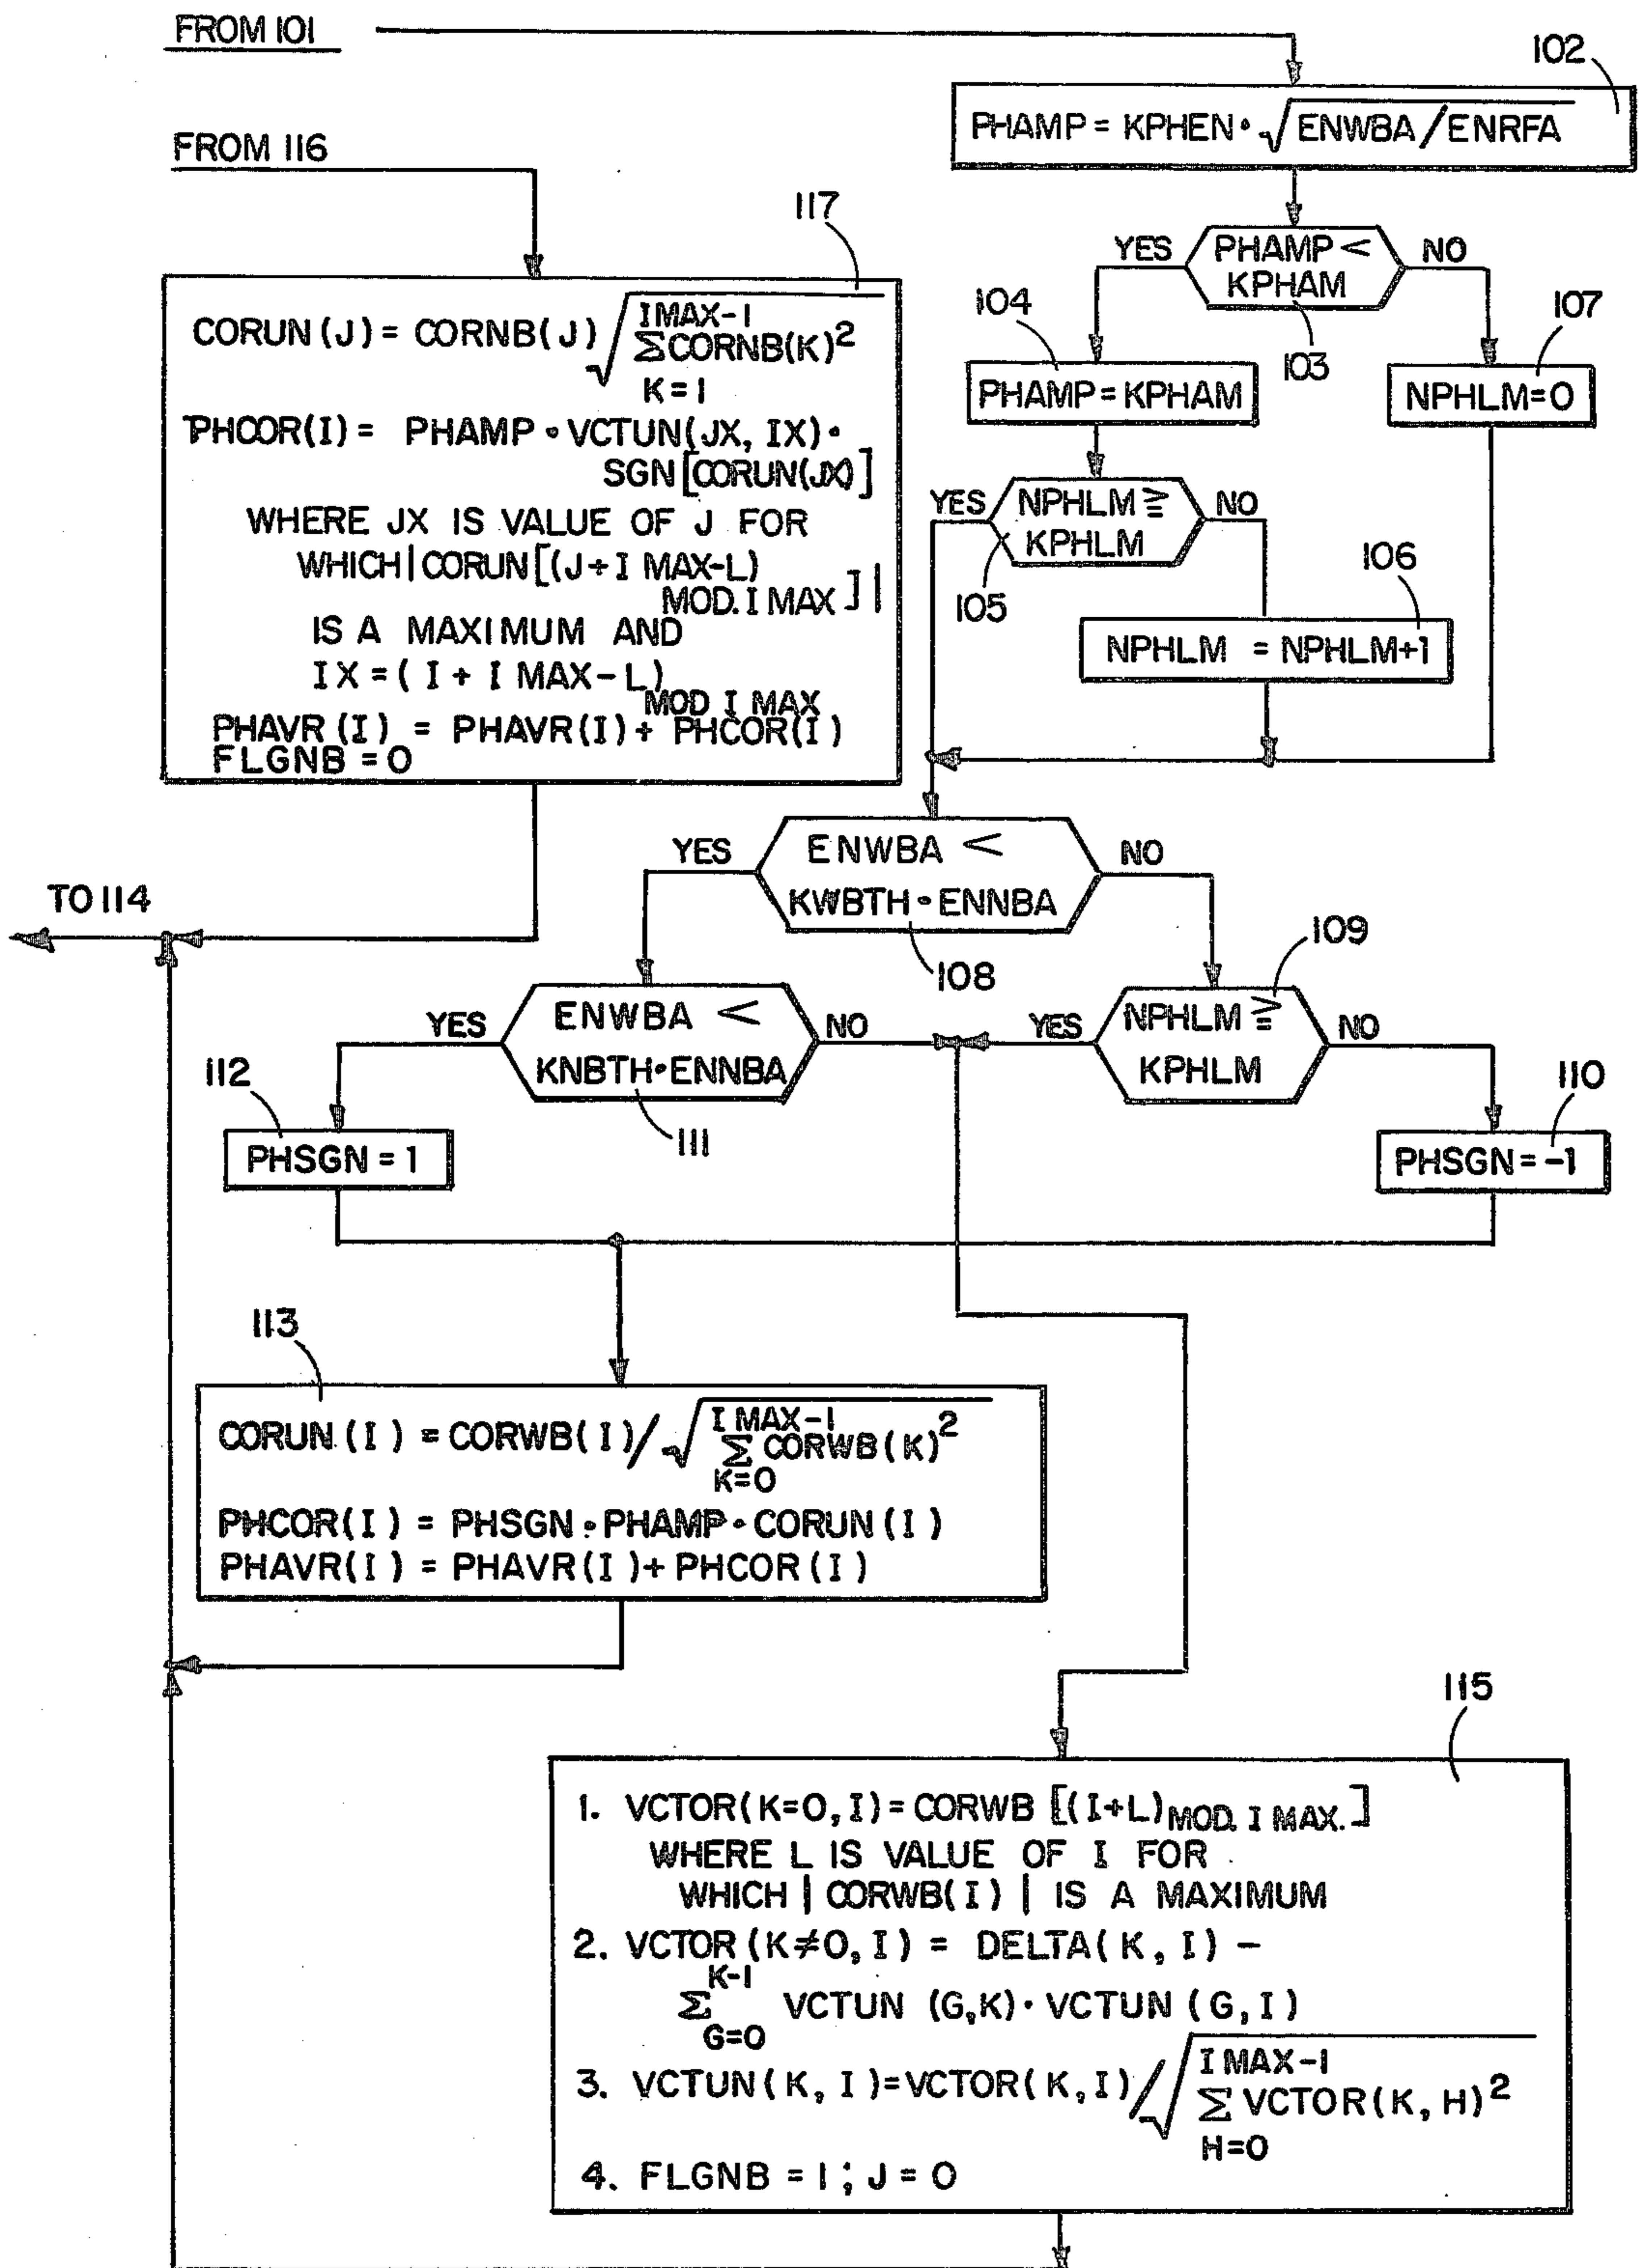 FROM 101
102
PHAMP = KPHEN • √ENWBA / ENRFA
FROM 116
117
YES
PHAMP <
KPHAM
NO
103
104
PHAMP = KPHAM
107
NPHLM=0
CORUN (J) = CORNB(J) √
IMAX-1
ΣCORNB(K)²
K = 1
PHCOR(I) = PHAMP • VCTUN(JX, IX) •
SGN [CORUN(JX)]
WHERE JX IS VALUE OF J FOR
WHICH | CORUN [(J+I MAX-L)
MOD. I MAX ] |
IS A MAXIMUM AND
IX = ( I + I MAX - L)
MOD I MAX
PHAVR (I) = PHAVR(I) + PHCOR(I)
FLGNB = 0
YES
NPHLM ≧
KPHLM
NO
105
106
NPHLM = NPHLM+1
TO 114
YES
ENWBA <
KWBTH • ENNBA
NO
108
109
YES
ENWBA <
KNBTH • ENNBA
NO
111
YES
NPHLM ≧
KPHLM
NO
112
PHSGN = 1
110
PHSGN = -1
113
CORUN (I) = CORWB(I) / √
I MAX-1
Σ CORWB(K)²
K=0
PHCOR(I) = PHSGN • PHAMP • CORUN (I)
PHAVR(I) = PHAVR(I) + PHCOR (I)
115
1. VCTOR(K=0, I) = CORWB [(I+L) MOD. I MAX. ]
WHERE L IS VALUE OF I FOR
WHICH | CORWB(I) | IS A MAXIMUM
2. VCTOR (K≠0, I) = DELTA(K, I) –
K-1
Σ VCTUN (G,K) • VCTUN (G, I)
G=0
3. VCTUN(K, I) = VCTOR(K, I) / √
I MAX-1
Σ VCTOR(K, H)²
H=0
4. FLGNB = 1 ; J = 0